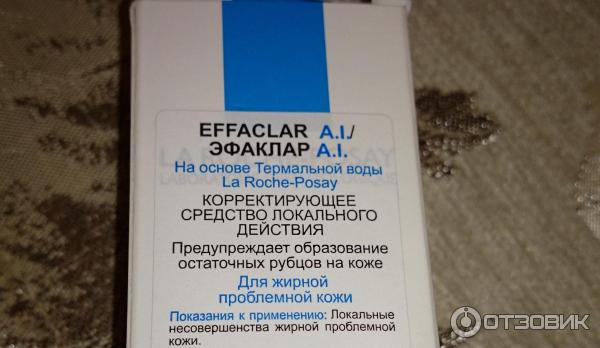 EFFACLAR A.I./
ЭФАКЛАР A.I.
На основе Термальной воды
La Roche-Posay
КОРРЕКТИРУЮЩЕЕ
СРЕДСТВО ЛОКАЛЬНОГО
ДЕЙСТВИЯ
Предупреждает образование
остаточных рубцов на коже
Для жирной
проблемной кожи
Показания к применению: Локальные
несовершенства жирной проблемной
кожи.
ОТЗОВИК